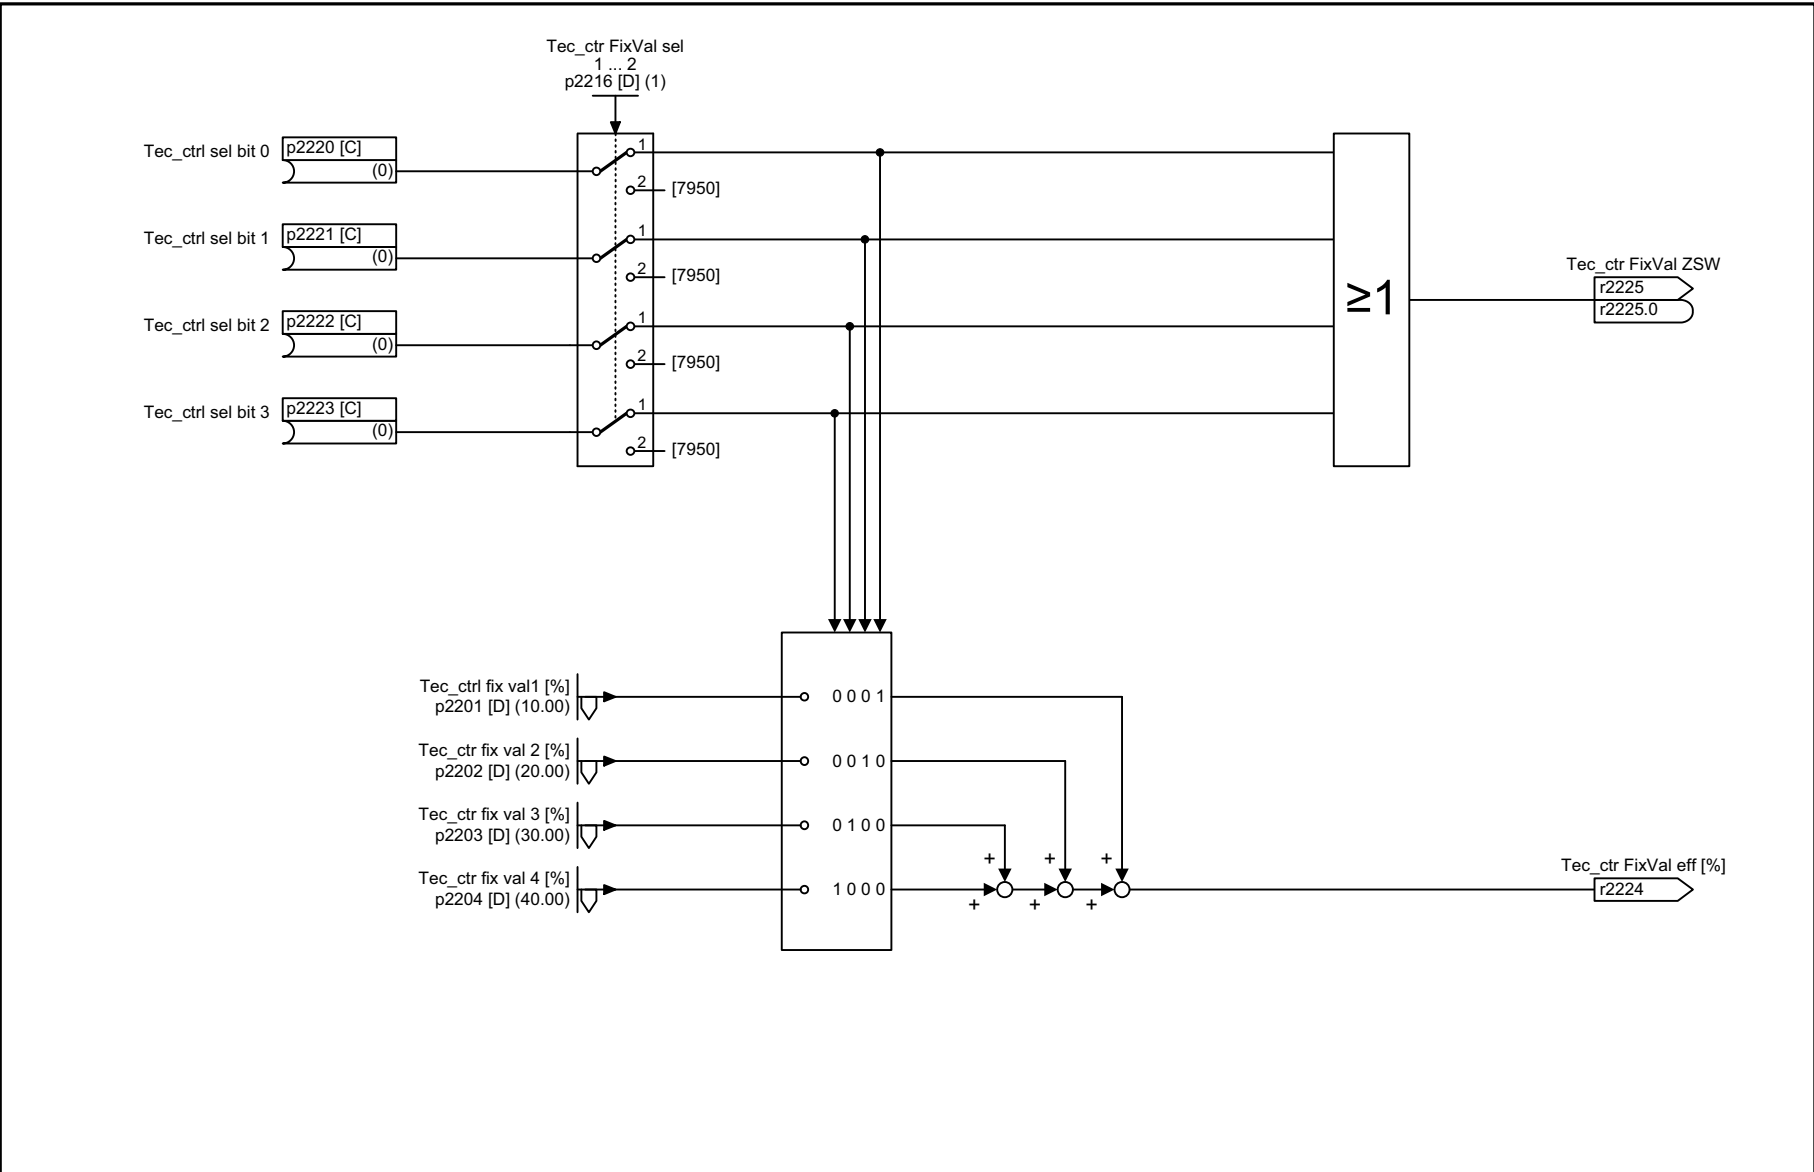 Tec_ctr FixVal sel
1 ... 2
p2216 [D] (1)
Tec_ctrl sel bit 0
p2220 [C]
(0)
1
2
[7950]
Tec_ctrl sel bit 1
p2221 [C]
(0)
1
2
[7950]
Tec_ctrl sel bit 2
p2222 [C]
(0)
1
2
[7950]
Tec_ctrl sel bit 3
p2223 [C]
(0)
1
2
[7950]
≥1
Tec_ctr FixVal ZSW
r2225
r2225.0
Tec_ctrl fix val1 [%]
p2201 [D] (10.00)
0 0 0 1
Tec_ctr fix val 2 [%]
p2202 [D] (20.00)
0 0 1 0
Tec_ctr fix val 3 [%]
p2203 [D] (30.00)
0 1 0 0
Tec_ctr fix val 4 [%]
p2204 [D] (40.00)
1 0 0 0
+
+
+
+
+
+
Tec_ctr FixVal eff [%]
r2224